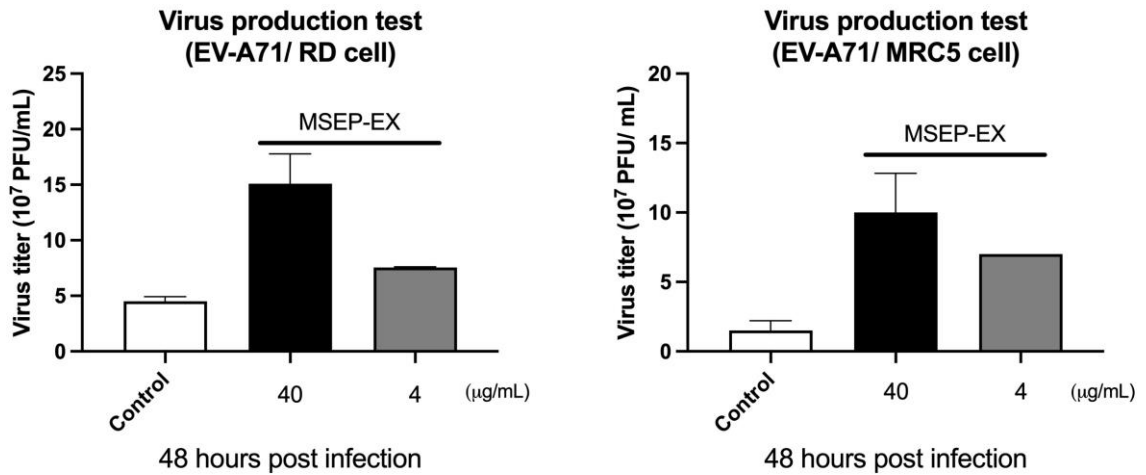 Virus production test
(EV-A71/ RD cell)
Virus titer (10⁷ PFU/mL)
25
20
15
10
5
0
MSEP-EX
Control
40
4
(μg/mL)
48 hours post infection
Virus production test
(EV-A71/ MRC5 cell)
Virus titer (10⁷ PFU/ mL)
20
15
10
5
0
MSEP-EX
Control
40
4
(μg/mL)
48 hours post infection